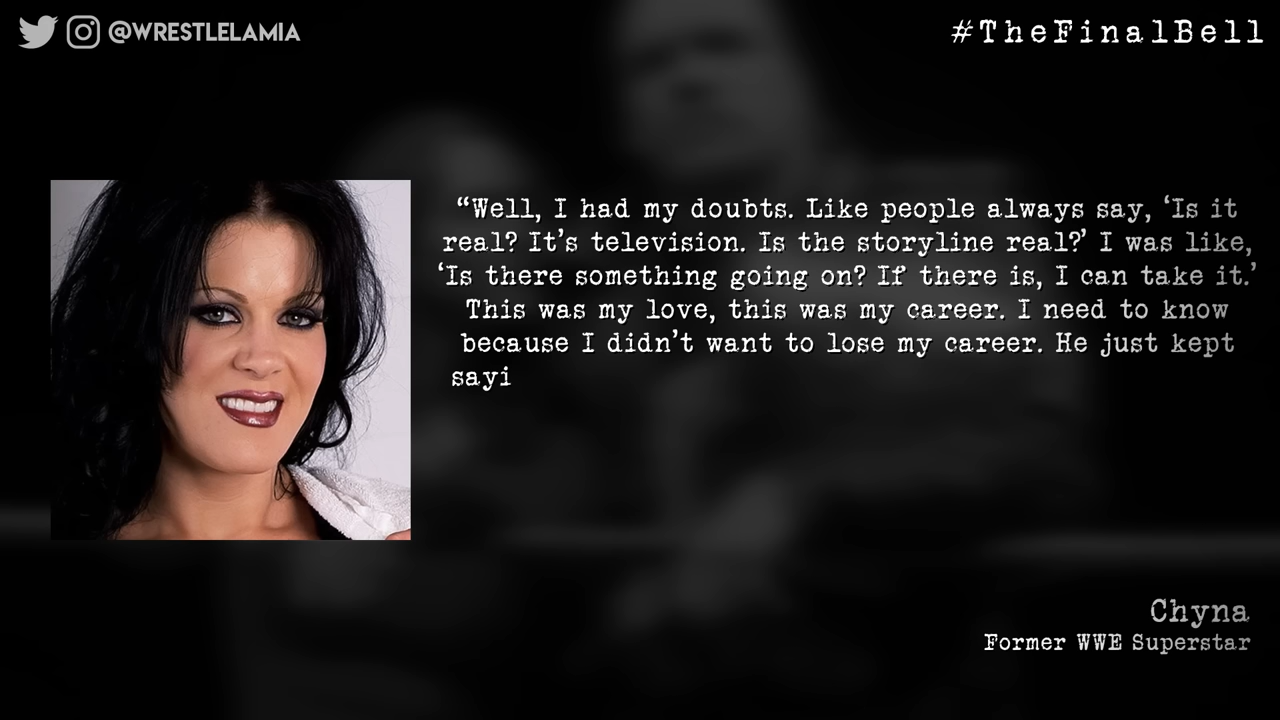 @WRESTLELAMIA
#TheFinalBell
“Well, I had my doubts. Like people always say, ‘Is it
real? It’s television. Is the storyline real?’ I was like,
‘Is there something going on? If there is, I can take it.’
This was my love, this was my career. I need to know
because I didn’t want to lose my career. He just kept
sayi
Chyna
Former WWE Superstar